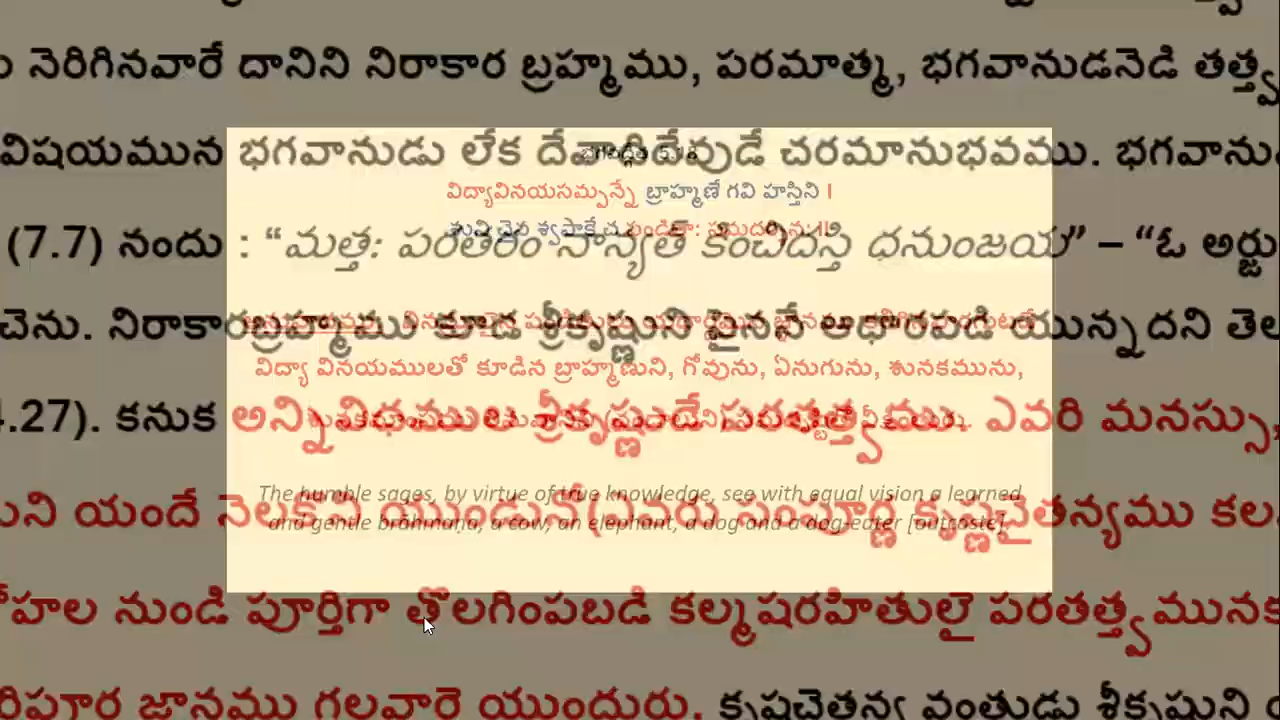 నెరిగినవారే దానిని నిరాకార బ్రహ్మము, పరమాత్మ, భగవానుడనెడి తత్త్వ
విషయమున భగవానుడు లేక దేవాధిదేవుడే చరమానుభవము. భగవాను
విద్యావినయసమ్పన్నే బ్రాహ్మణే గవి హస్తిని ।
శుని చైవ శ్వపాకే చ పండితా: సమదర్శిన: ॥
(7.7) నందు : “మత్త: పరతరం నాన్యత్ కించిదస్తి ధనుంజయ” – “ఓ అర్జు
చెను. నిరాకారబ్రహ్మము కూడ శ్రీకృష్ణుని పైననే ఆధారపడి యున్నదని తెల
విద్యా వినయములతో కూడిన బ్రాహ్మణుని, గోవును, ఏనుగును, శునకమును,
4.27). కనుక అన్నివిధముల శ్రీకృష్ణుడే పరతత్త్వము. ఎవరి మనస్సు
యందే నెలకొని యుండునో వారు సంపూర్ణ కృష్ణచైతన్యము కల
The humble sages, by virtue of true knowledge, see with equal vision a learned
and gentle brāhmaṇa, a cow, an elephant, a dog and a dog-eater [outcaste].
నుండి పూర్తిగా తొలగింపబడి కల్మషరహితులై పరతత్త్వమునక
జ్ఞానము గలవారై యుందురు. కృష్ణచైతన్య వంతుడు శ్రీకృష్ణుని